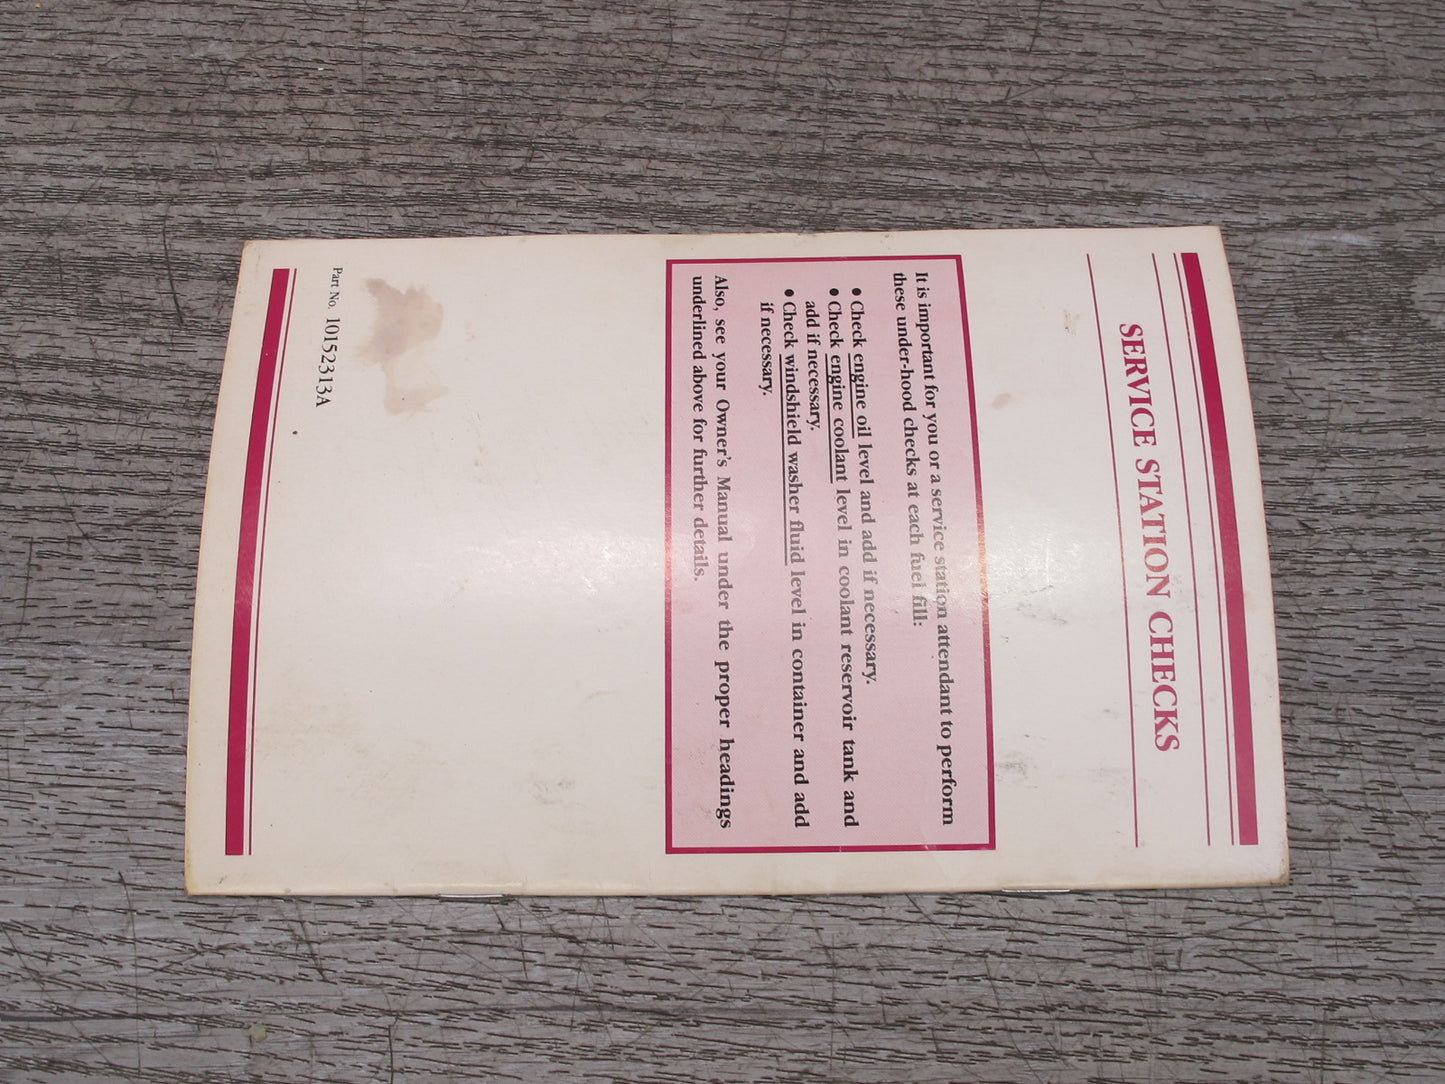 SERVICE STATION CHECKS
It is important for you or a service station attendant to perform
these under-hood checks at each fuel fill:
• Check engine oil level and add if necessary.
• Check engine coolant level in coolant reservoir tank and
add if necessary.
• Check windshield washer fluid level in container and add
if necessary.
Also, see your Owner's Manual under the proper headings
underlined above for further details.
Part No. 10152313A